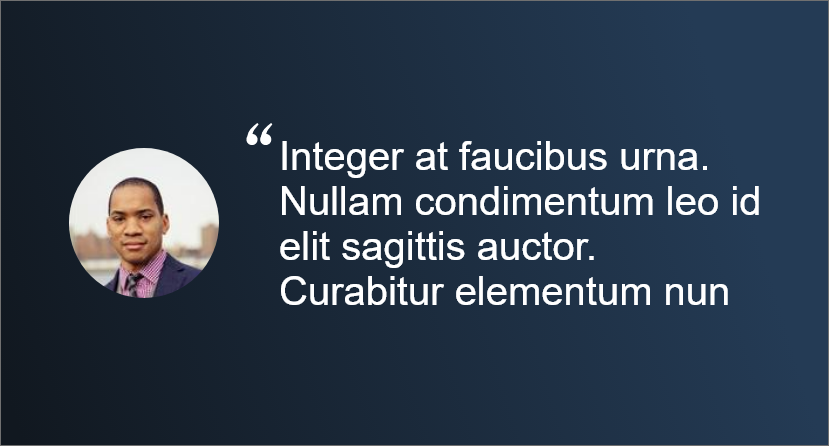 “Integer at faucibus urna.
Nullam condimentum leo id
elit sagittis auctor.
Curabitur elementum nun